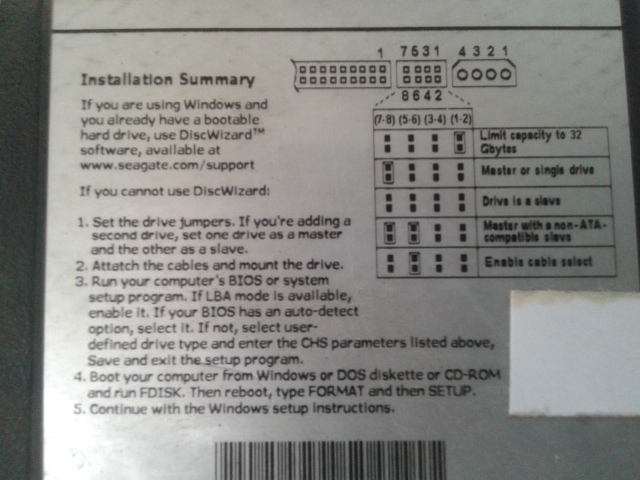 1 7531 4321
8642
Installation Summary
If you are using Windows and
you already have a bootable
hard drive, use DiscWizard™
software, available at
www.seagate.com/support
If you cannot use DiscWizard:
1. Set the drive jumpers. If you're adding a
second drive, set one drive as a master
and the other as a slave.
2. Attatch the cables and mount the drive.
3. Run your computer's BIOS or system
setup program. If LBA mode is available,
enable it. If your BIOS has an auto-detect
option, select it. If not, select user-
defined drive type and enter the CHS parameters listed above,
Save and exit the setup program.
4. Boot your computer from Windows or DOS diskette or CD-ROM
and run FDISK. Then reboot, type FORMAT and then SETUP.
5. Continue with the Windows setup instructions.
(7-8) (5-6) (3-4) (1-2)
Limit capacity to 32
Gbytes
Master or single drive
Drive is a slave
Master with a non-ATA-
compatible slave
Enable cable select